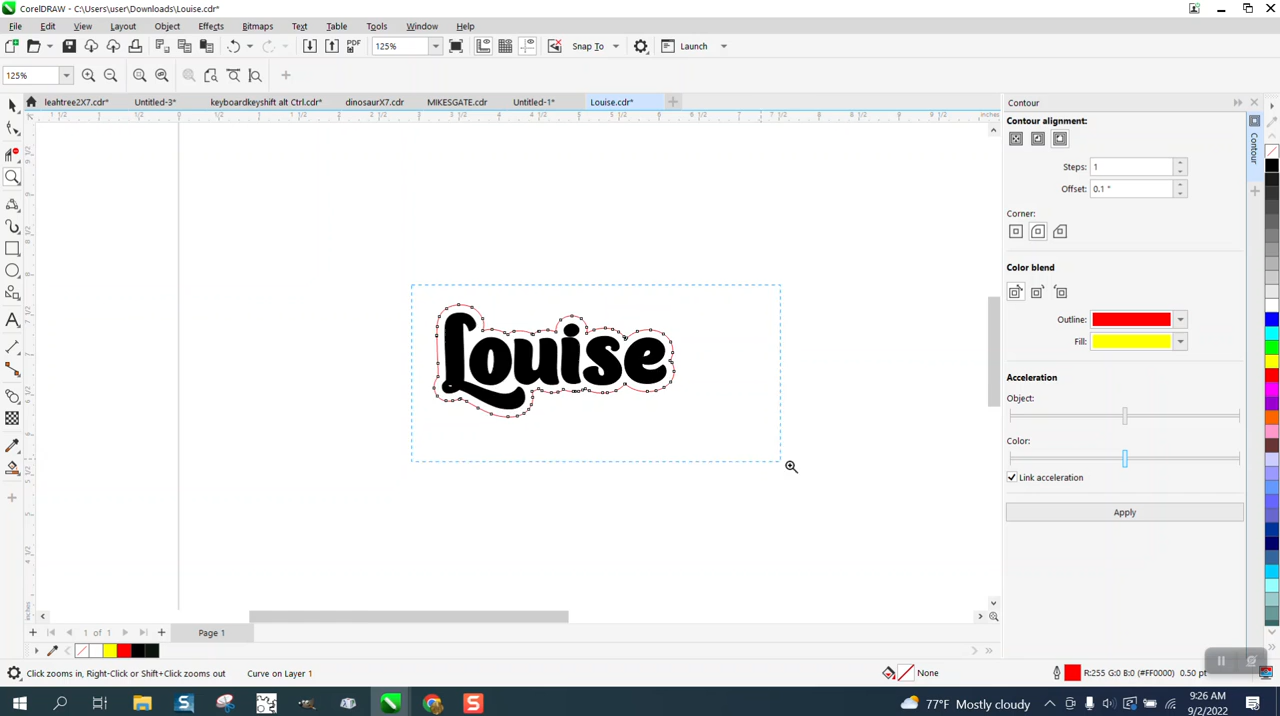 CorelDRAW - C:\Users\user\Downloads\Louise.cdr*
File Edit View Layout Object Effects Bitmaps Text Table Tools Window Help
PDF 125% Snap To Launch
125%
leahtree2X7.cdr* Untitled-3* keyboardkeyshift alt Ctrl.cdr* dinosaurX7.cdr MIKESGATE.cdr Untitled-1* Louise.cdr*
inches
Contour
Contour alignment:
Steps: 1
Offset: 0.1 "
Corner:
Color blend
Outline:
Fill:
Acceleration
Object:
Color:
Link acceleration
Apply
Contour
Louise
1 of 1 Page 1
Click zooms in, Right-Click or Shift+Click zooms out Curve on Layer 1 None R:255 G:0 B:0 (#FF0000) 0.50 pt
77°F Mostly cloudy 9:26 AM
9/2/2022